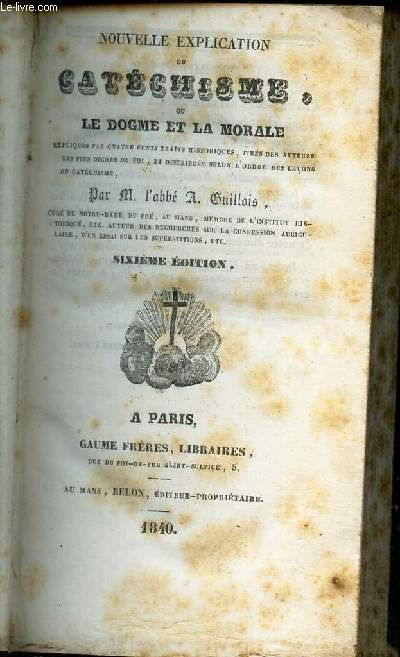 © Le-livre.com
NOUVELLE EXPLICATION
DU
CATÉCHISME,
OU
LE DOGME ET LA MORALE
EXPLIQUÉS PAR QUATRE CENTS TRAITS HISTORIQUES, TIRÉS DES AUTEURS
LES PLUS DIGNES DE FOI, ET DISTRIBUÉS SELON L'ORDRE DES LEÇONS
DU CATÉCHISME,
Par M. l'abbé A. Guillois,
CURÉ DE NOTRE-DAME DU PRÉ, AU MANS, MEMBRE DE L'INSTITUT HIS-
TORIQUE, ETC. AUTEUR DES RECHERCHES SUR LA CONFESSION AURICU-
LAIRE, D'UN ESSAI SUR LES SUPERSTITIONS, ETC.
SIXIÈME ÉDITION.
A PARIS,
GAUME FRÈRES, LIBRAIRES,
RUE DU POT-DE-FER SAINT-SULPICE, 5.
AU MANS, BELON, ÉDITEUR-PROPRIÉTAIRE.
1840.